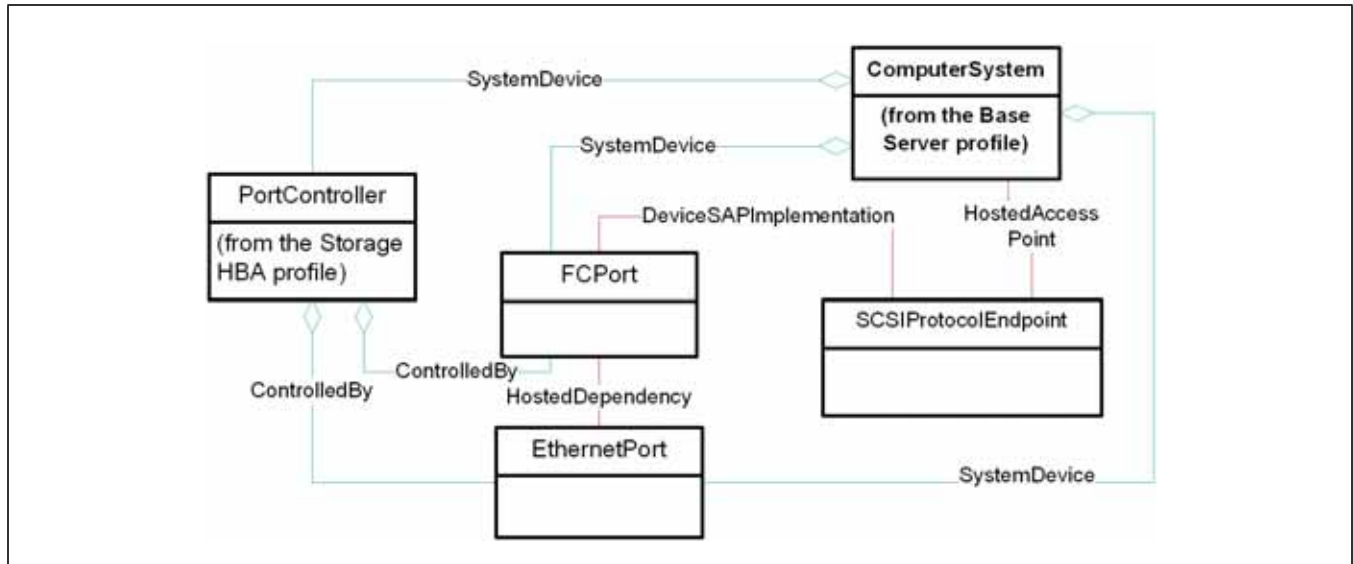 SystemDevice
ComputerSystem
(from the Base
Server profile)
SystemDevice
PortController
(from the Storage
HBA profile)
DeviceSAPImplementation
HostedAccess
Point
FCPort
SCSIProtocolEndpoint
ControlledBy
ControlledBy
HostedDependency
EthernetPort
SystemDevice